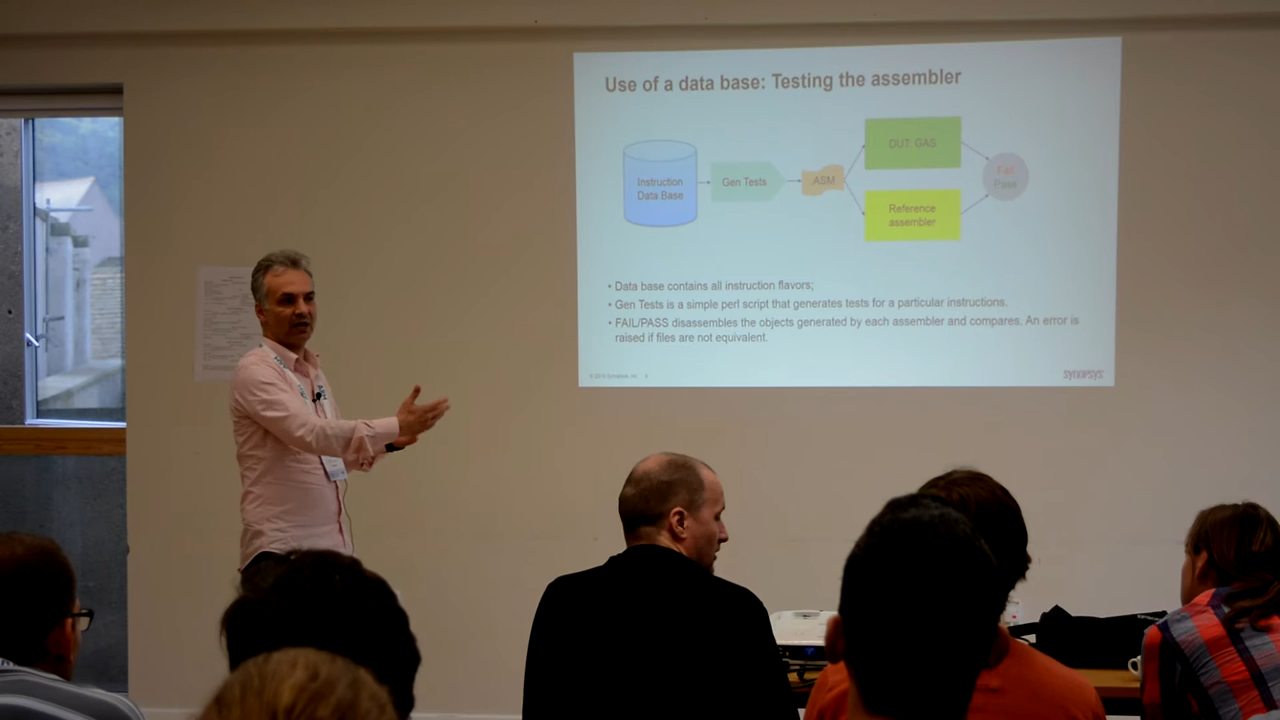 Use of a data base: Testing the assembler
Instruction
Data Base
Gen Tests
ASM
DUT: GAS
Reference
assembler
Fail
Pass
• Data base contains all instruction flavors;
• Gen Tests is a simple perl script that generates tests for a particular instructions.
• FAIL/PASS disassembles the objects generated by each assembler and compares. An error is
raised if files are not equivalent.
Synopsys, Inc.
SYNOPSYS